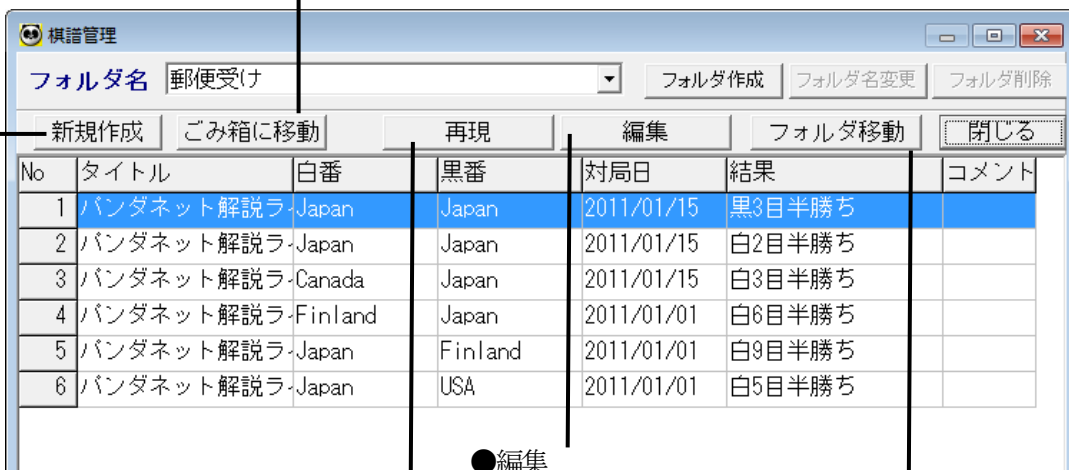 棋譜管理
フォルダ名 郵便受け フォルダ作成 フォルダ名変更 フォルダ削除
新規作成 ごみ箱に移動 再現 編集 フォルダ移動 閉じる
No タイトル 白番 黒番 対局日 結果 コメント
1 パンダネット解説ラ Japan Japan 2011/01/15 黒3目半勝ち
2 パンダネット解説ラ Japan Japan 2011/01/15 白2目半勝ち
3 パンダネット解説ラ Canada Japan 2011/01/15 白3目半勝ち
4 パンダネット解説ラ Finland Japan 2011/01/01 白6目半勝ち
5 パンダネット解説ラ Japan Finland 2011/01/01 白9目半勝ち
6 パンダネット解説ラ Japan USA 2011/01/01 白5目半勝ち
●編集